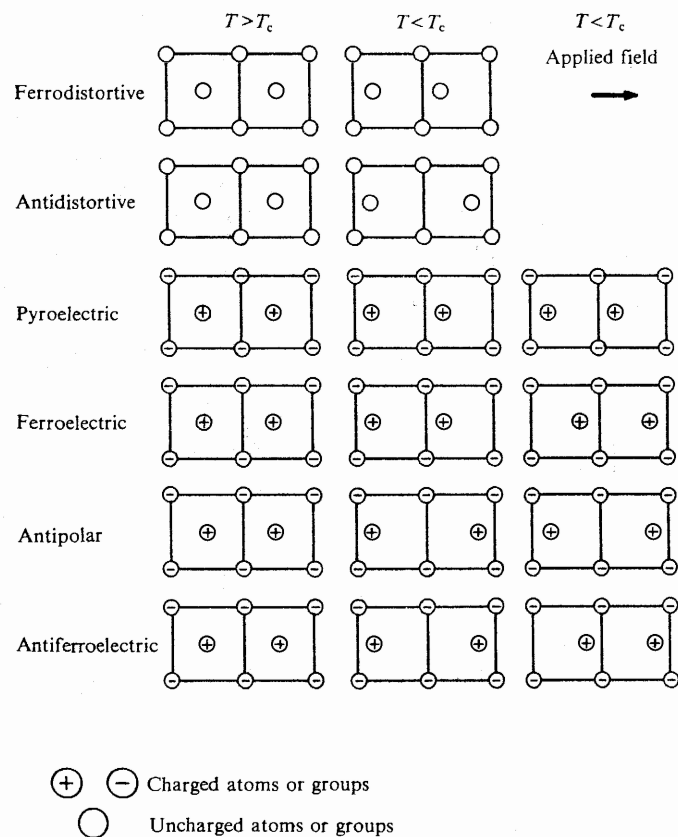 T > Tc T < Tc T < Tc
Applied field
Ferrodistortive
Antidistortive
Pyroelectric
Ferroelectric
Antipolar
Antiferroelectric
Charged atoms or groups
Uncharged atoms or groups